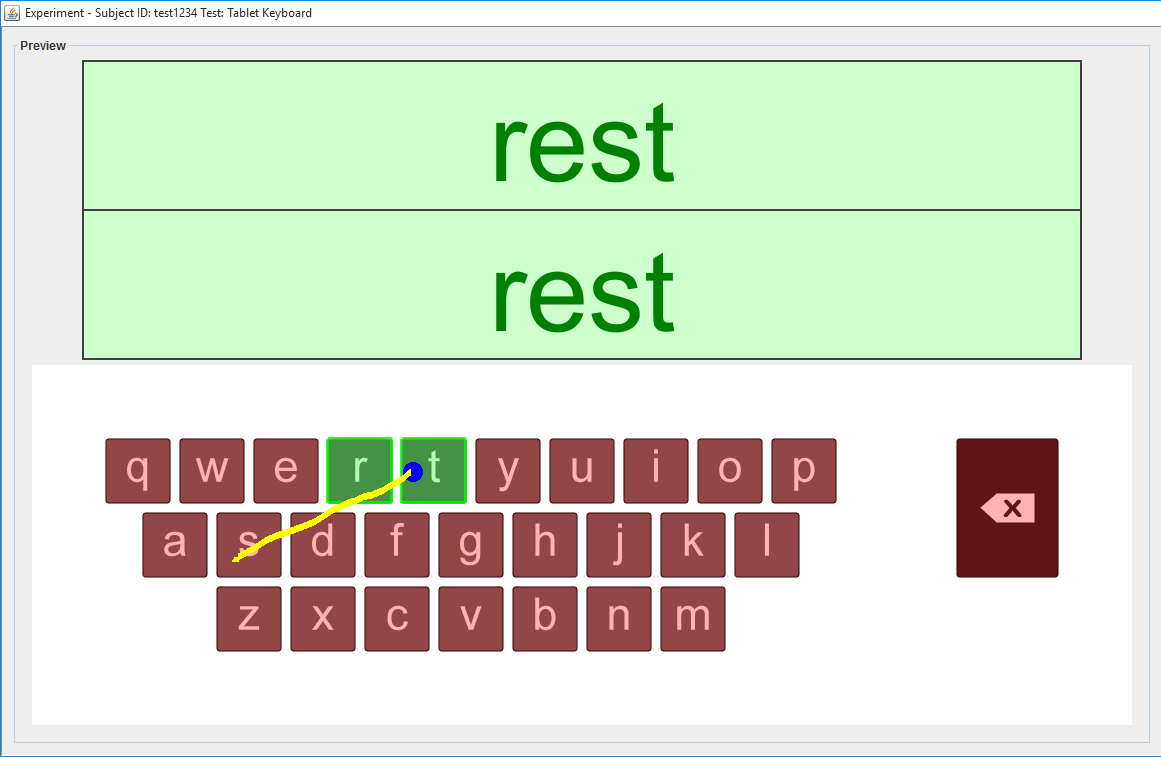 Experiment - Subject ID: test1234 Test: Tablet Keyboard
Preview
rest
rest
q w e r t y u i o p
a s d f g h j k l
z x c v b n m